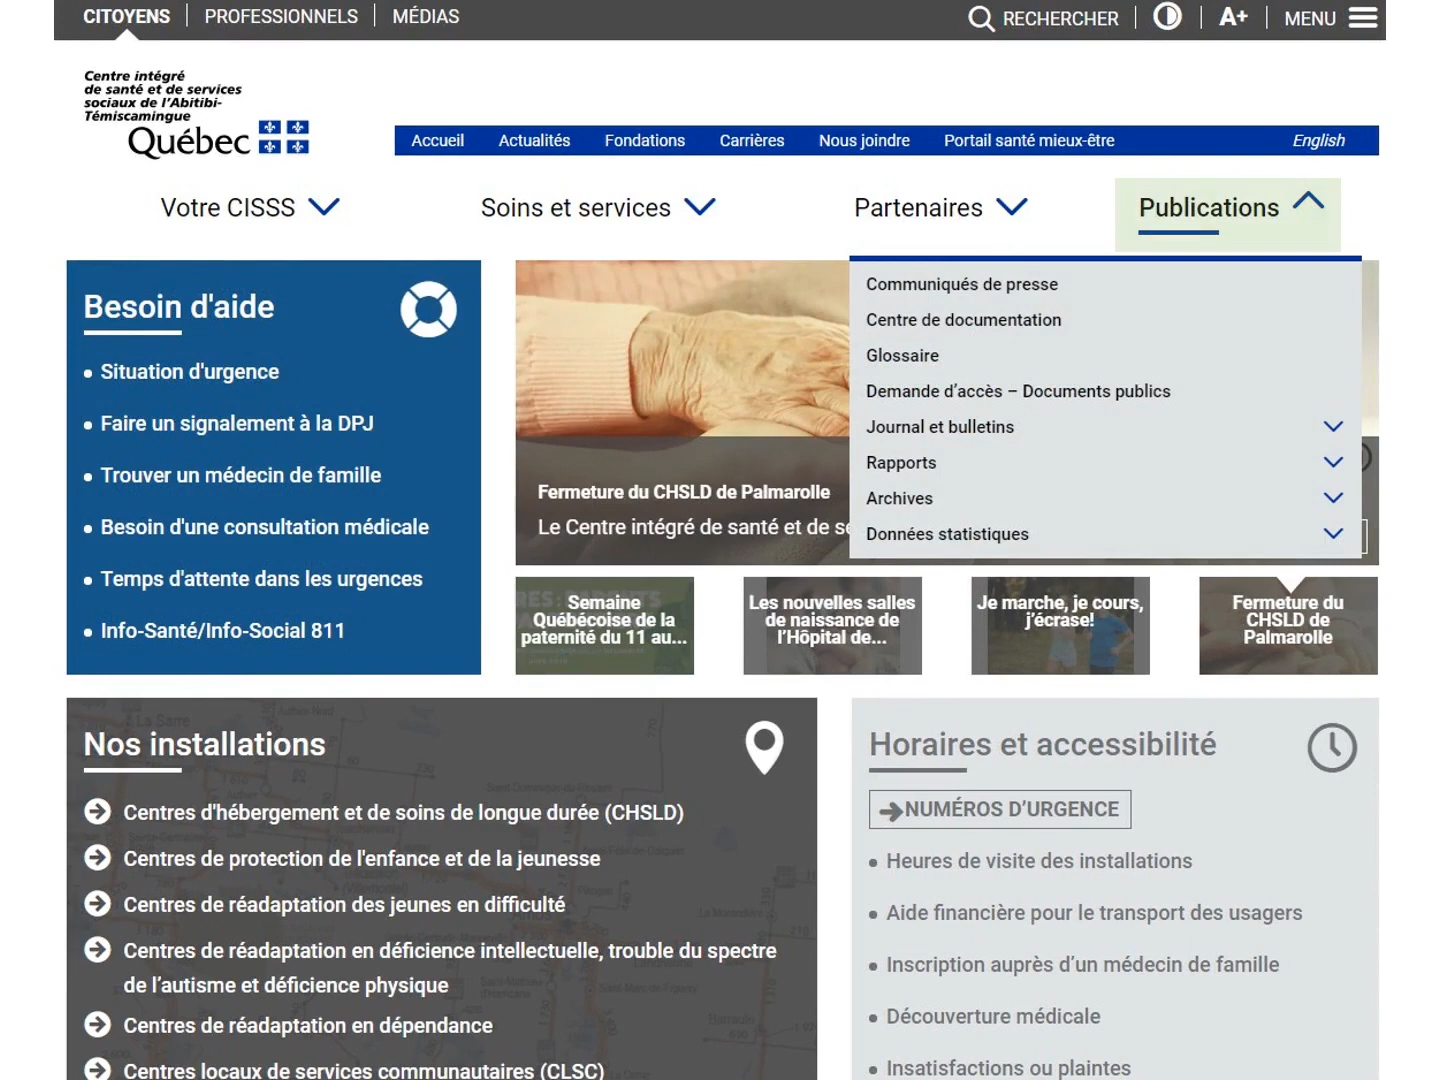 CITOYENS
PROFESSIONNELS
MÉDIAS
RECHERCHER
A+
MENU
Centre intégré
de santé et de services
sociaux de l'Abitibi-
Témiscamingue
Québec
Accueil
Actualités
Fondations
Carrières
Nous joindre
Portail santé mieux-être
English
Votre CISSS
Soins et services
Partenaires
Publications
Communiqués de presse
Centre de documentation
Glossaire
Demande d’accès – Documents publics
Journal et bulletins
Rapports
Archives
Données statistiques
Besoin d'aide
Situation d'urgence
Faire un signalement à la DPJ
Trouver un médecin de famille
Besoin d'une consultation médicale
Temps d'attente dans les urgences
Info-Santé/Info-Social 811
Fermeture du CHSLD de Palmarolle
Le Centre intégré de santé et de se
Semaine
Québécoise de la
paternité du 11 au...
Les nouvelles salles
de naissance de
l’Hôpital de...
Je marche, je cours,
j’écrase!
Fermeture du
CHSLD de
Palmarolle
Nos installations
Centres d'hébergement et de soins de longue durée (CHSLD)
Centres de protection de l'enfance et de la jeunesse
Centres de réadaptation des jeunes en difficulté
Centres de réadaptation en déficience intellectuelle, trouble du spectre
de l’autisme et déficience physique
Centres de réadaptation en dépendance
Centres locaux de services communautaires (CLSC)
Horaires et accessibilité
NUMÉROS D’URGENCE
Heures de visite des installations
Aide financière pour le transport des usagers
Inscription auprès d’un médecin de famille
Découverture médicale
Insatisfactions ou plaintes